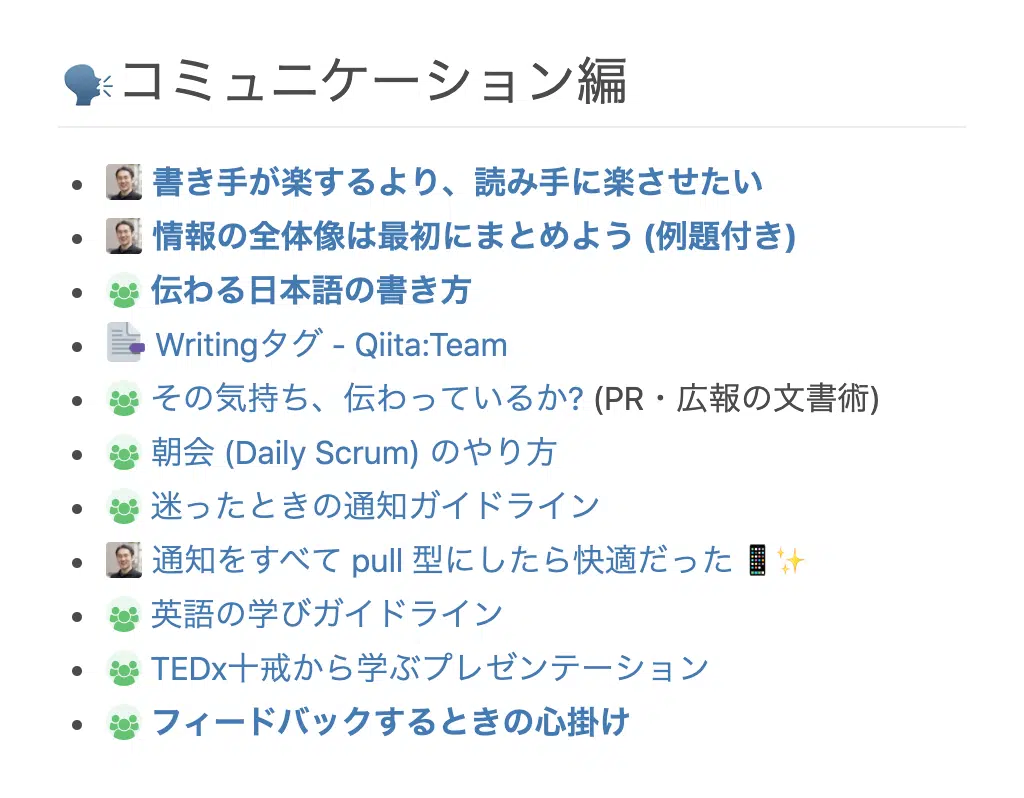 🗣コミュニケーション編
書き手が楽するより、読み手に楽させたい
情報の全体像は最初にまとめよう (例題付き)
伝わる日本語の書き方
Writingタグ - Qiita:Team
その気持ち、伝わっているか? (PR・広報の文書術)
朝会 (Daily Scrum) のやり方
迷ったときの通知ガイドライン
通知をすべて pull 型にしたら快適だった 📱✨
英語の学びガイドライン
TEDx十戒から学ぶプレゼンテーション
フィードバックするときの心掛け